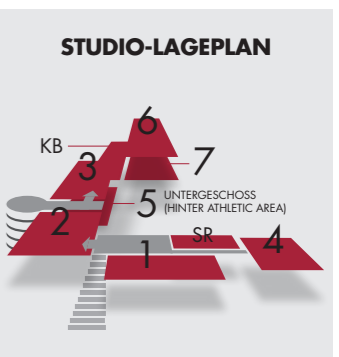 STUDIO-LAGEPLAN
6
KB
3
7
5 UNTERGESCHOSS
(HINTER ATHLETIC AREA)
2
SR
4
1